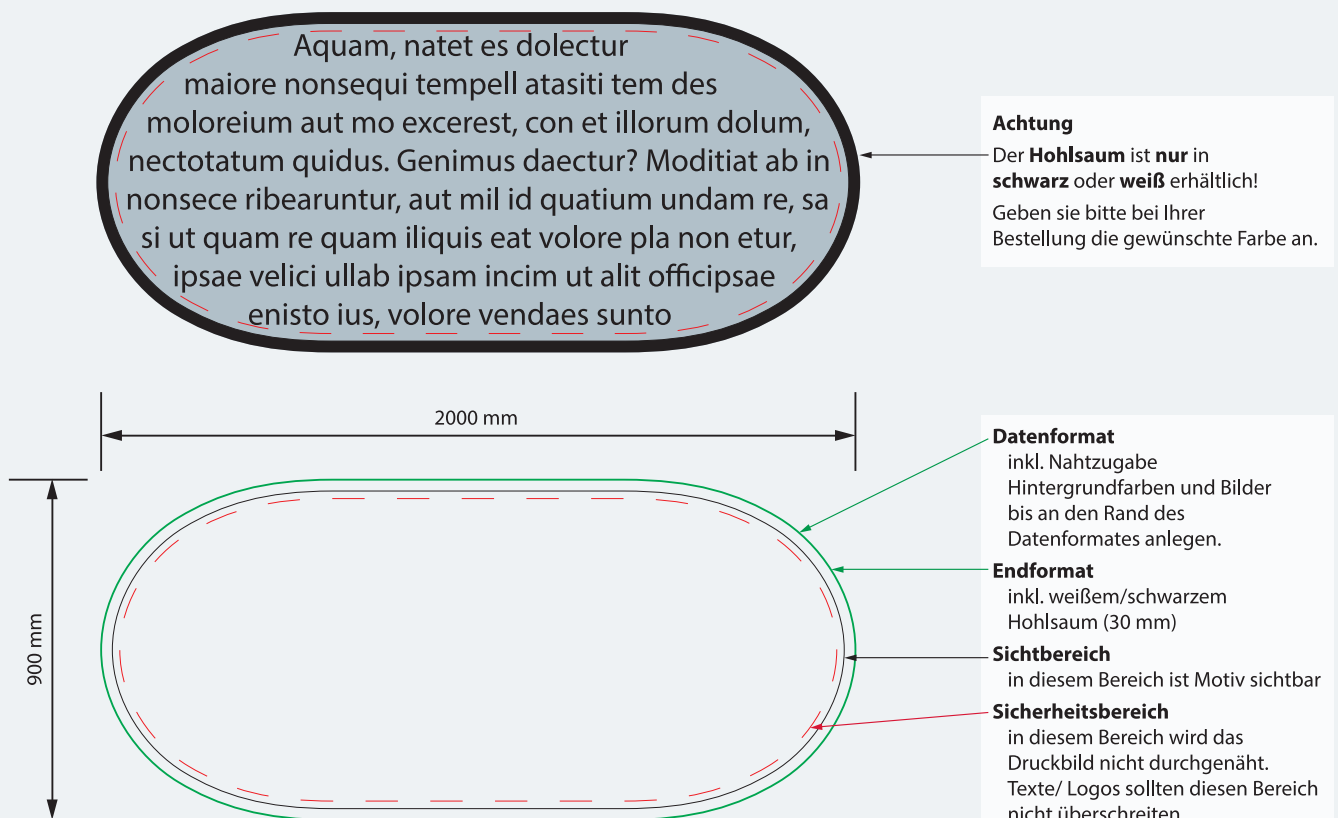 Aquam, natet es dolectur
maiore nonsequi tempell atasiti tem des
moloreium aut mo excerest, con et illorum dolum,
nectotatum quidus. Genimus daectur? Moditiat ab in
nonsece ribearuntur, aut mil id quatium undam re, sa
si ut quam re quam iliquis eat volore pla non etur,
ipsae velici ullab ipsam incim ut alit officipsae
enisto ius, volore vendaes sunto
Achtung
Der Hohlsaum ist nur in
schwarz oder weiß erhältlich!
Geben sie bitte bei Ihrer
Bestellung die gewünschte Farbe an.
2000 mm
900 mm
Datenformat
inkl. Nahtzugabe
Hintergrundfarben und Bilder
bis an den Rand des
Datenformates anlegen.
Endformat
inkl. weißem/schwarzem
Hohlsaum (30 mm)
Sichtbereich
in diesem Bereich ist Motiv sichtbar
Sicherheitsbereich
in diesem Bereich wird das
Druckbild nicht durchgenäht.
Texte/ Logos sollten diesen Bereich
nicht überschreiten